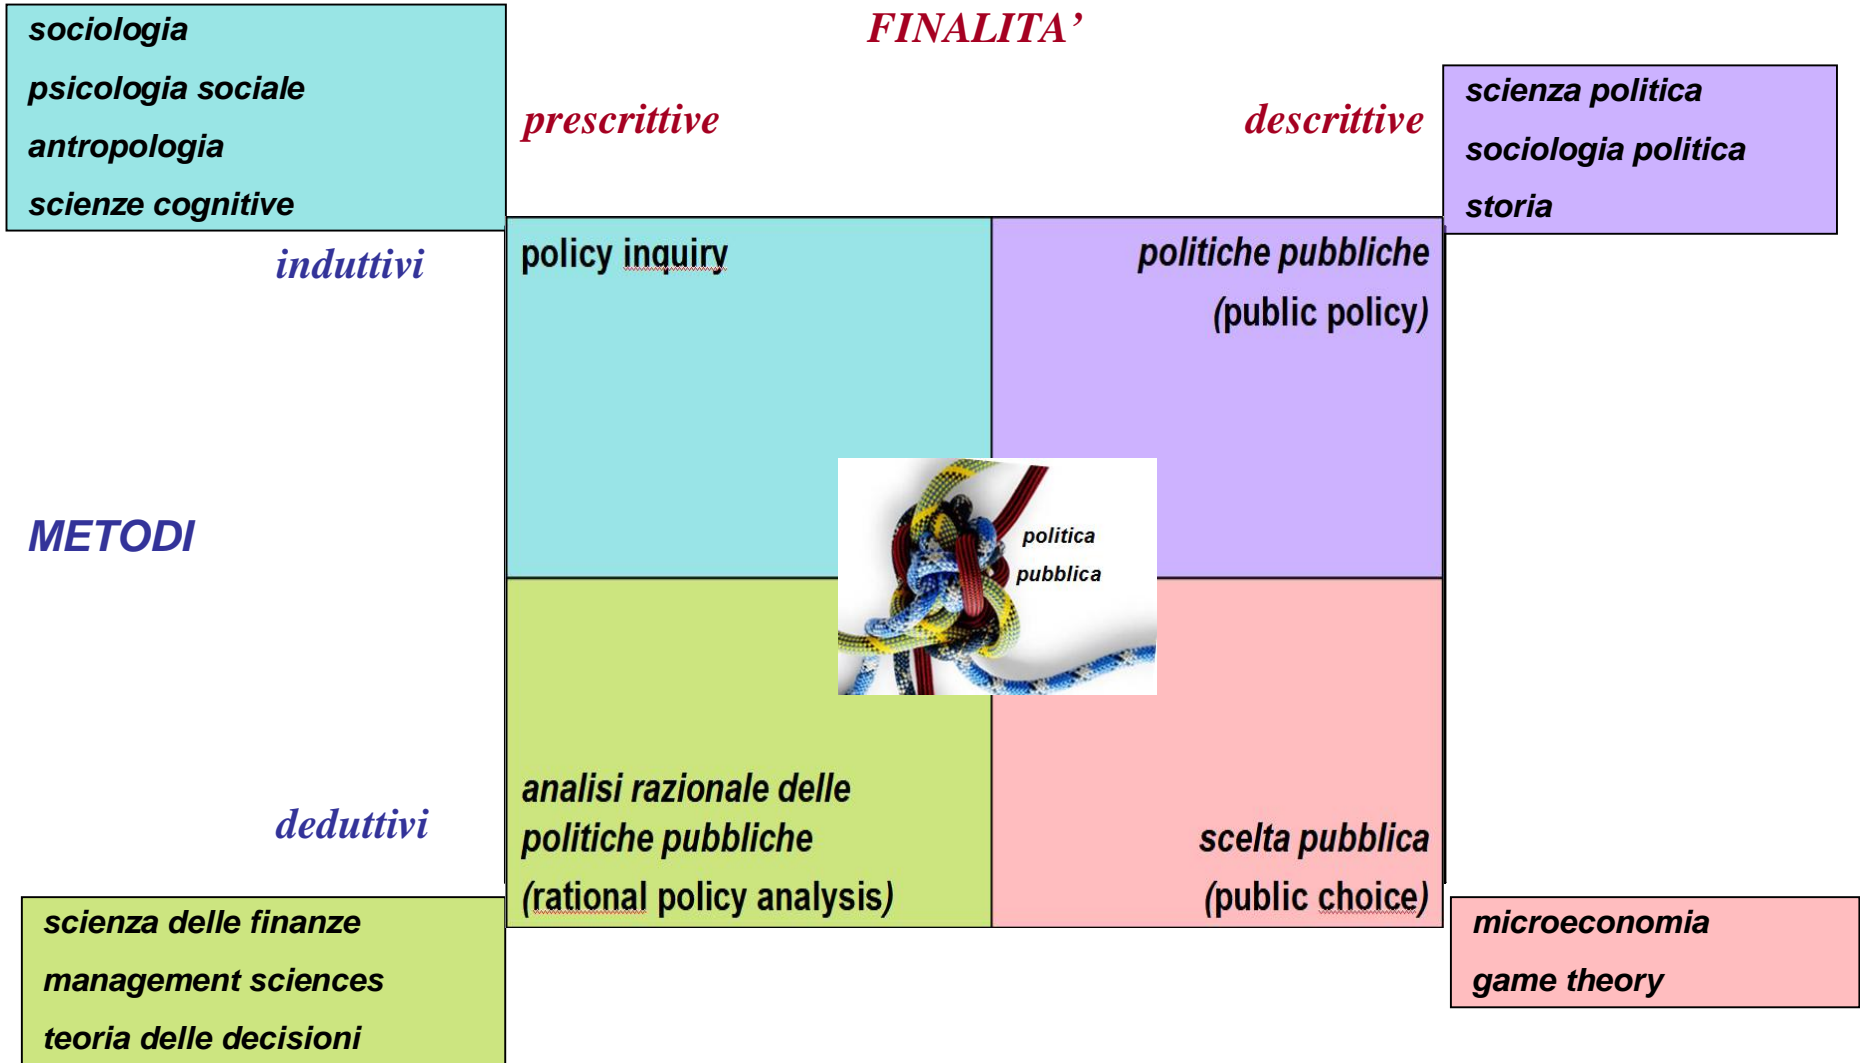 FINALITA’
sociologia
psicologia sociale
antropologia
scienze cognitive
prescrittive
descrittive
scienza politica
sociologia politica
storia
induttivi
policy inquiry
politiche pubbliche
(public policy)
METODI
politica
pubblica
deduttivi
analisi razionale delle
politiche pubbliche
(rational policy analysis)
scelta pubblica
(public choice)
scienza delle finanze
management sciences
teoria delle decisioni
microeconomia
game theory